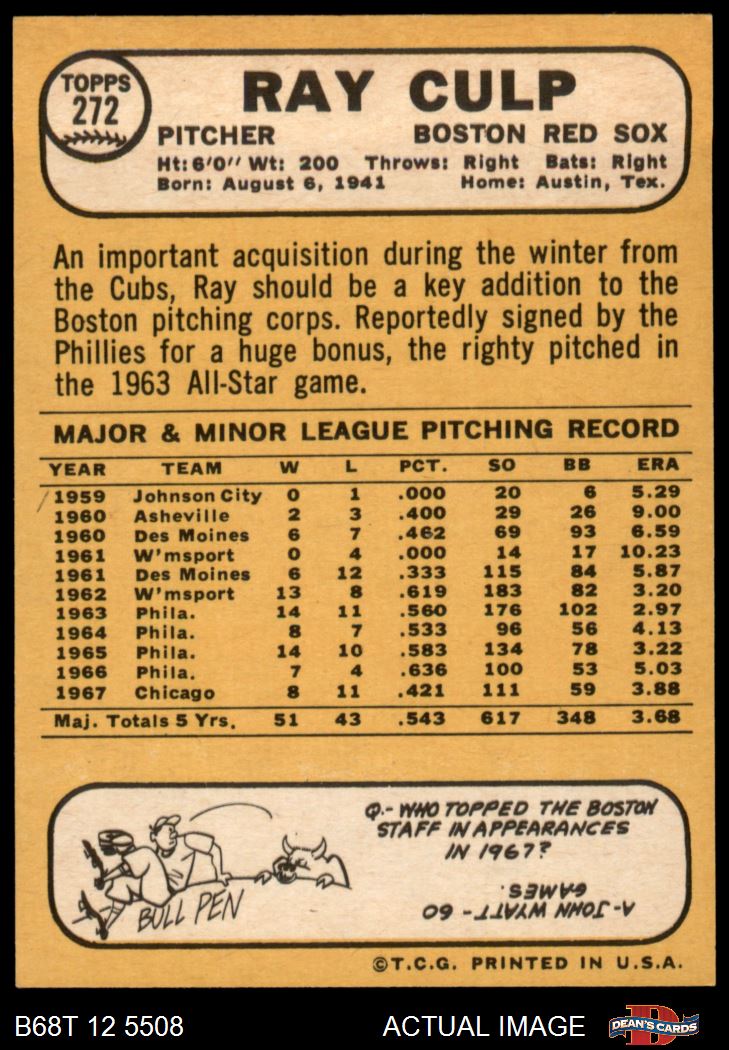 TOPPS
272
RAY CULP
PITCHER BOSTON RED SOX
Ht: 6'0" Wt: 200 Throws: Right Bats: Right
Born: August 6, 1941 Home: Austin, Tex.
An important acquisition during the winter from
the Cubs, Ray should be a key addition to the
Boston pitching corps. Reportedly signed by the
Phillies for a huge bonus, the righty pitched in
the 1963 All-Star game.
MAJOR & MINOR LEAGUE PITCHING RECORD
YEAR TEAM W L PCT. SO BB ERA
1959 Johnson City 0 1 .000 20 6 5.29
1960 Asheville 2 3 .400 29 26 9.00
1960 Des Moines 6 7 .462 69 93 6.59
1961 W'msport 0 4 .000 14 17 10.23
1961 Des Moines 6 12 .333 115 84 5.87
1962 W'msport 13 8 .619 183 82 3.20
1963 Phila. 14 11 .560 176 102 2.97
1964 Phila. 8 7 .533 96 56 4.13
1965 Phila. 14 10 .583 134 78 3.22
1966 Phila. 7 4 .636 100 53 5.03
1967 Chicago 8 11 .421 111 59 3.88
Maj. Totals 5 Yrs. 51 43 .543 617 348 3.68
Q.- WHO TOPPED THE BOSTON
STAFF IN APPEARANCES
IN 1967?
A- JOHN WYATT - 60
GAMES.
BULL PEN
©T.C.G. PRINTED IN U.S.A.
B68T 12 5508 ACTUAL IMAGE DEAN'S CARDS